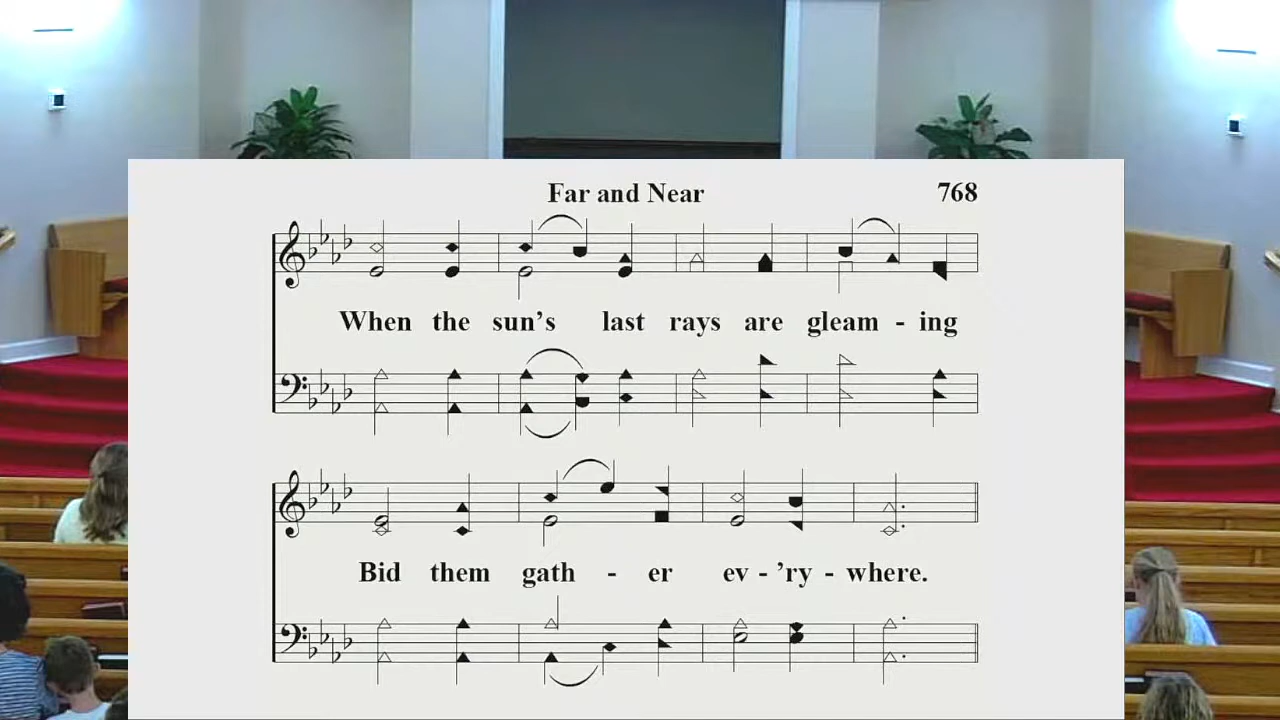 Far and Near 768
When the sun's last rays are gleam - ing
Bid them gath - er ev - 'ry - where.